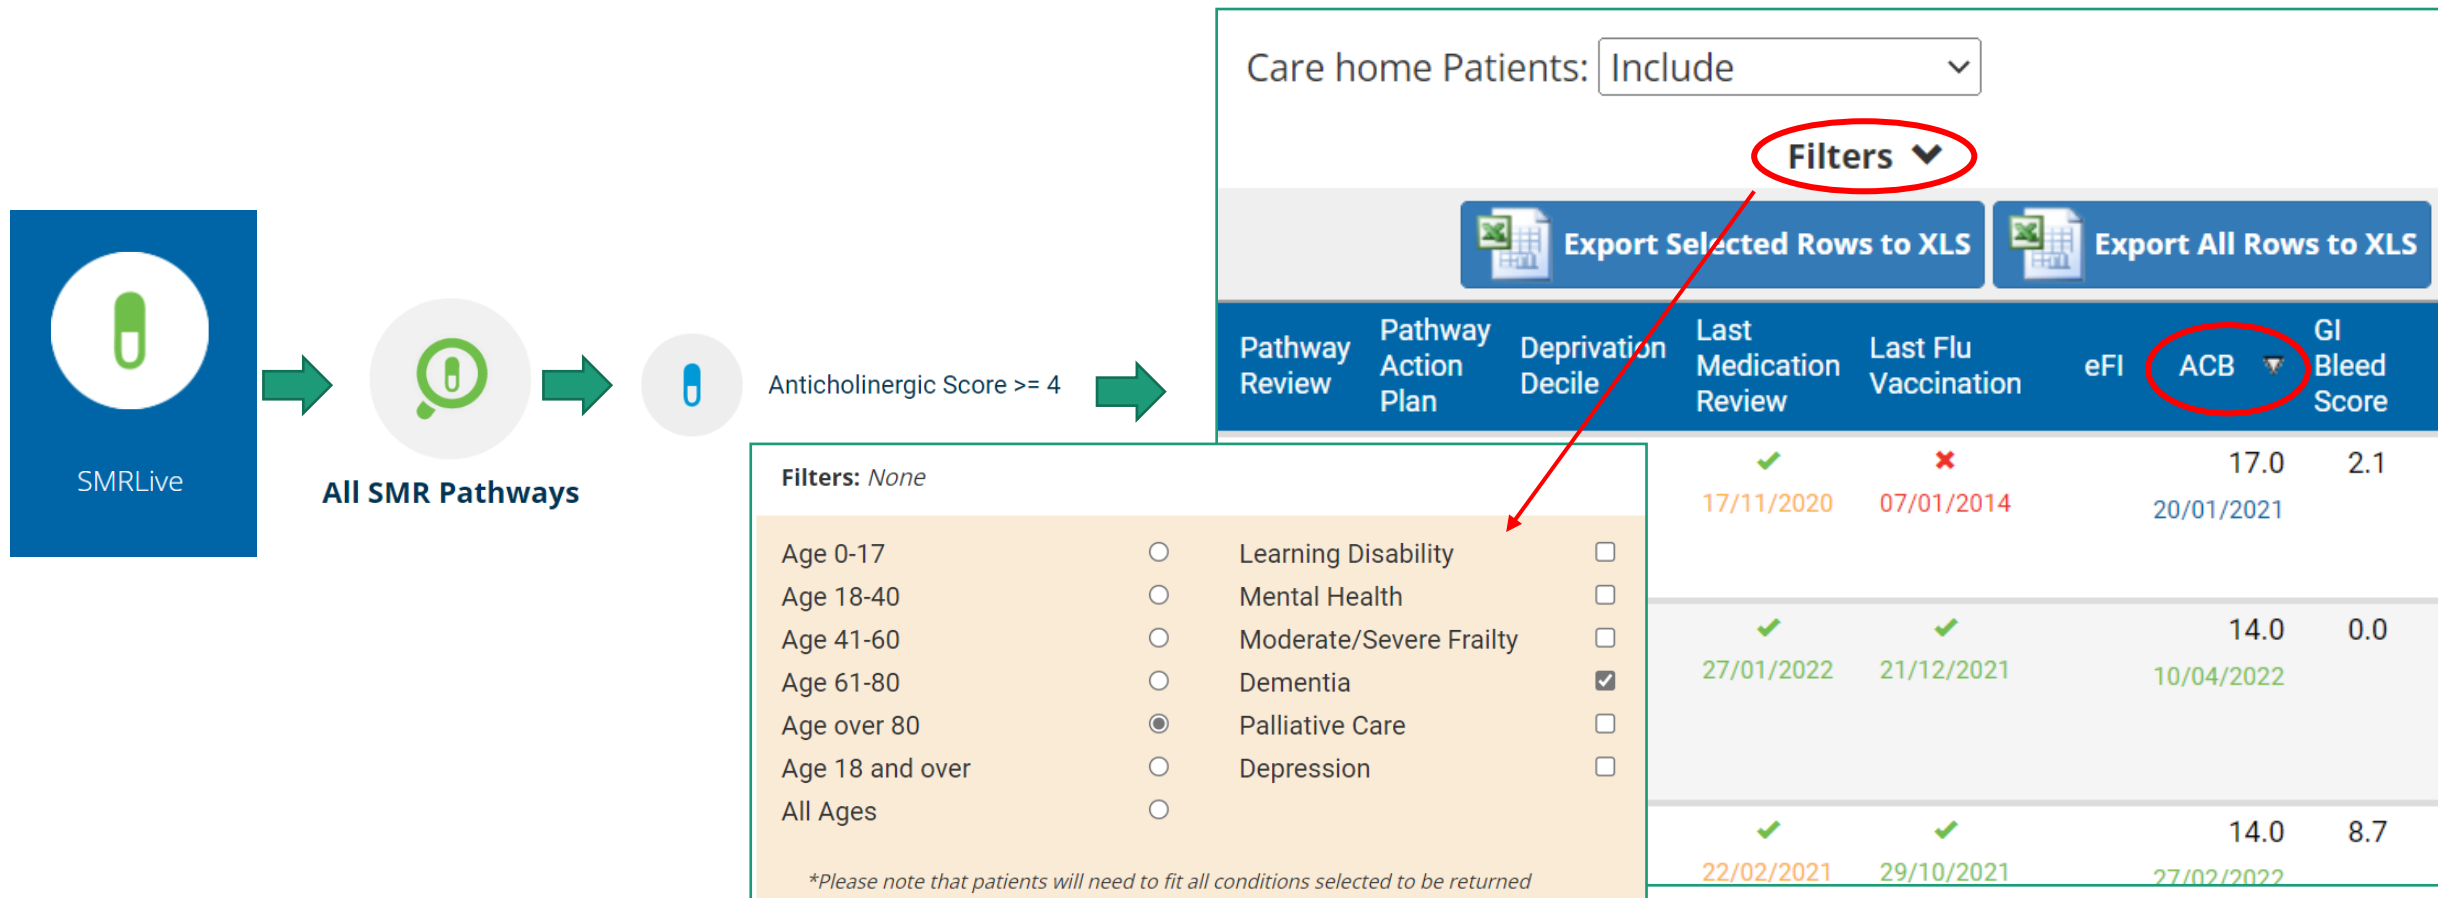 SMRLive
All SMR Pathways
Anticholinergic Score >= 4
Care home Patients: Include
Filters
Export Selected Rows to XLS
Export All Rows to XLS
Pathway Review
Pathway Action Plan
Deprivation Decile
Last Medication Review
Last Flu Vaccination
eFI
ACB
GI Bleed Score
17.0 2.1
17/11/2020 07/01/2014 20/01/2021
14.0 0.0
27/01/2022 21/12/2021 10/04/2022
14.0 8.7
22/02/2021 29/10/2021 27/02/2022
Filters: None
Age 0-17 Learning Disability
Age 18-40 Mental Health
Age 41-60 Moderate/Severe Frailty
Age 61-80 Dementia
Age over 80 Palliative Care
Age 18 and over Depression
All Ages
*Please note that patients will need to fit all conditions selected to be returned